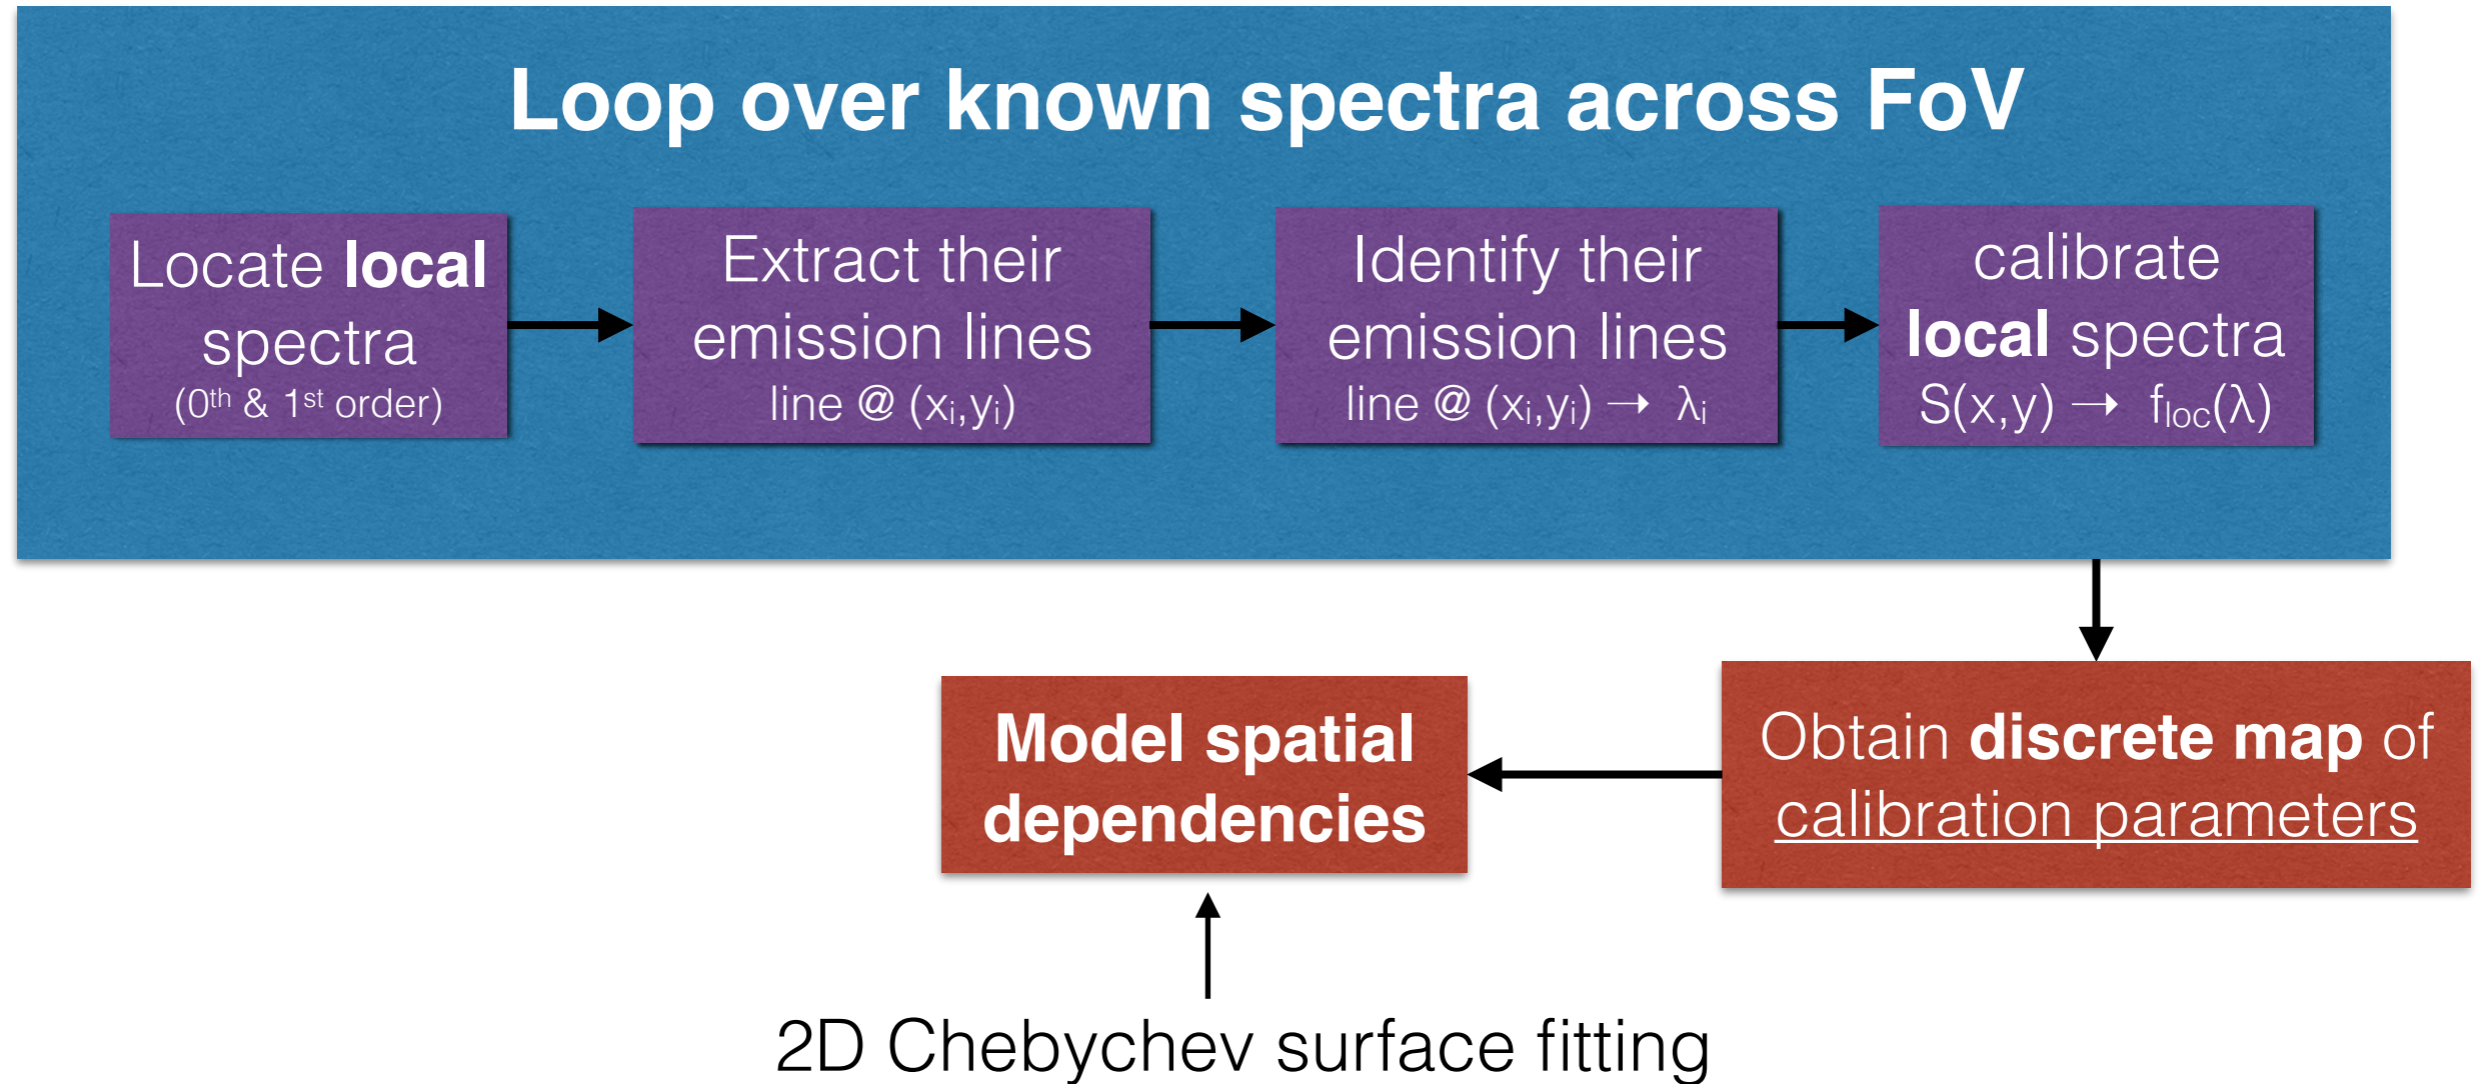 Loop over known spectra across FoV
Locate local
spectra
(0th & 1st order)
Extract their
emission lines
line @ (xi,yi)
Identify their
emission lines
line @ (xi,yi) → λi
calibrate
local spectra
S(x,y) → floc(λ)
Model spatial
dependencies
Obtain discrete map of
calibration parameters
2D Chebychev surface fitting